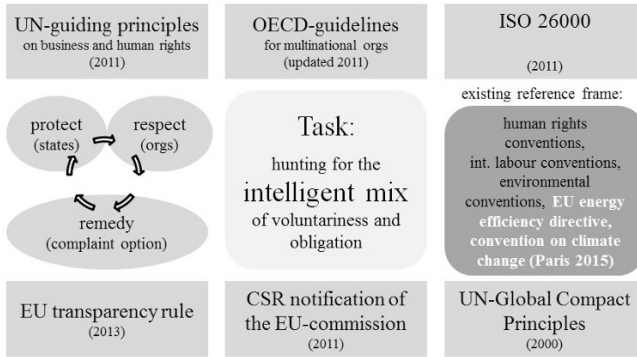 UN-guiding principles
on business and human rights
(2011)
OECD-guidelines
for multinational orgs
(updated 2011)
ISO 26000
(2011)
protect
(states)
respect
(orgs)
remedy
(complaint option)
Task:
hunting for the
intelligent mix
of voluntariness and
obligation
existing reference frame:
human rights
conventions,
int. labour conventions,
environmental
conventions, EU energy
efficiency directive,
convention on climate
change (Paris 2015)
EU transparency rule
(2013)
CSR notification of
the EU-commission
(2011)
UN-Global Compact
Principles
(2000)